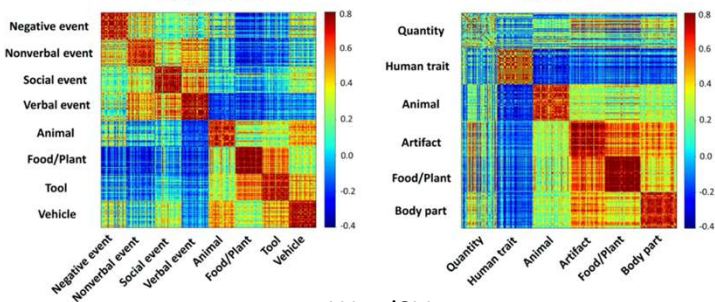 Negative event
Nonverbal event
Social event
Verbal event
Animal
Food/Plant
Tool
Vehicle
Negative event
Nonverbal event
Social event
Verbal event
Animal
Food/Plant
Tool
Vehicle
0.8
0.6
0.4
0.2
0.0
-0.2
-0.4
Quantity
Human trait
Animal
Artifact
Food/Plant
Body part
Quantity
Human trait
Animal
Artifact
Food/Plant
Body part
0.8
0.6
0.4
0.2
0.0
-0.2
-0.4